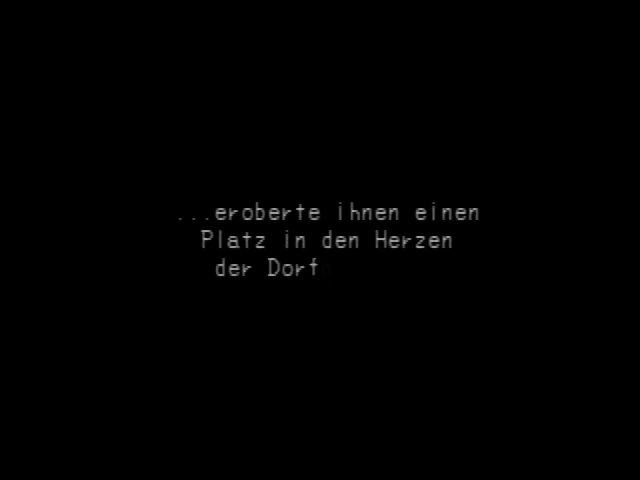 ...eroberte ihnen einen
Platz in den Herzen
der Dorf